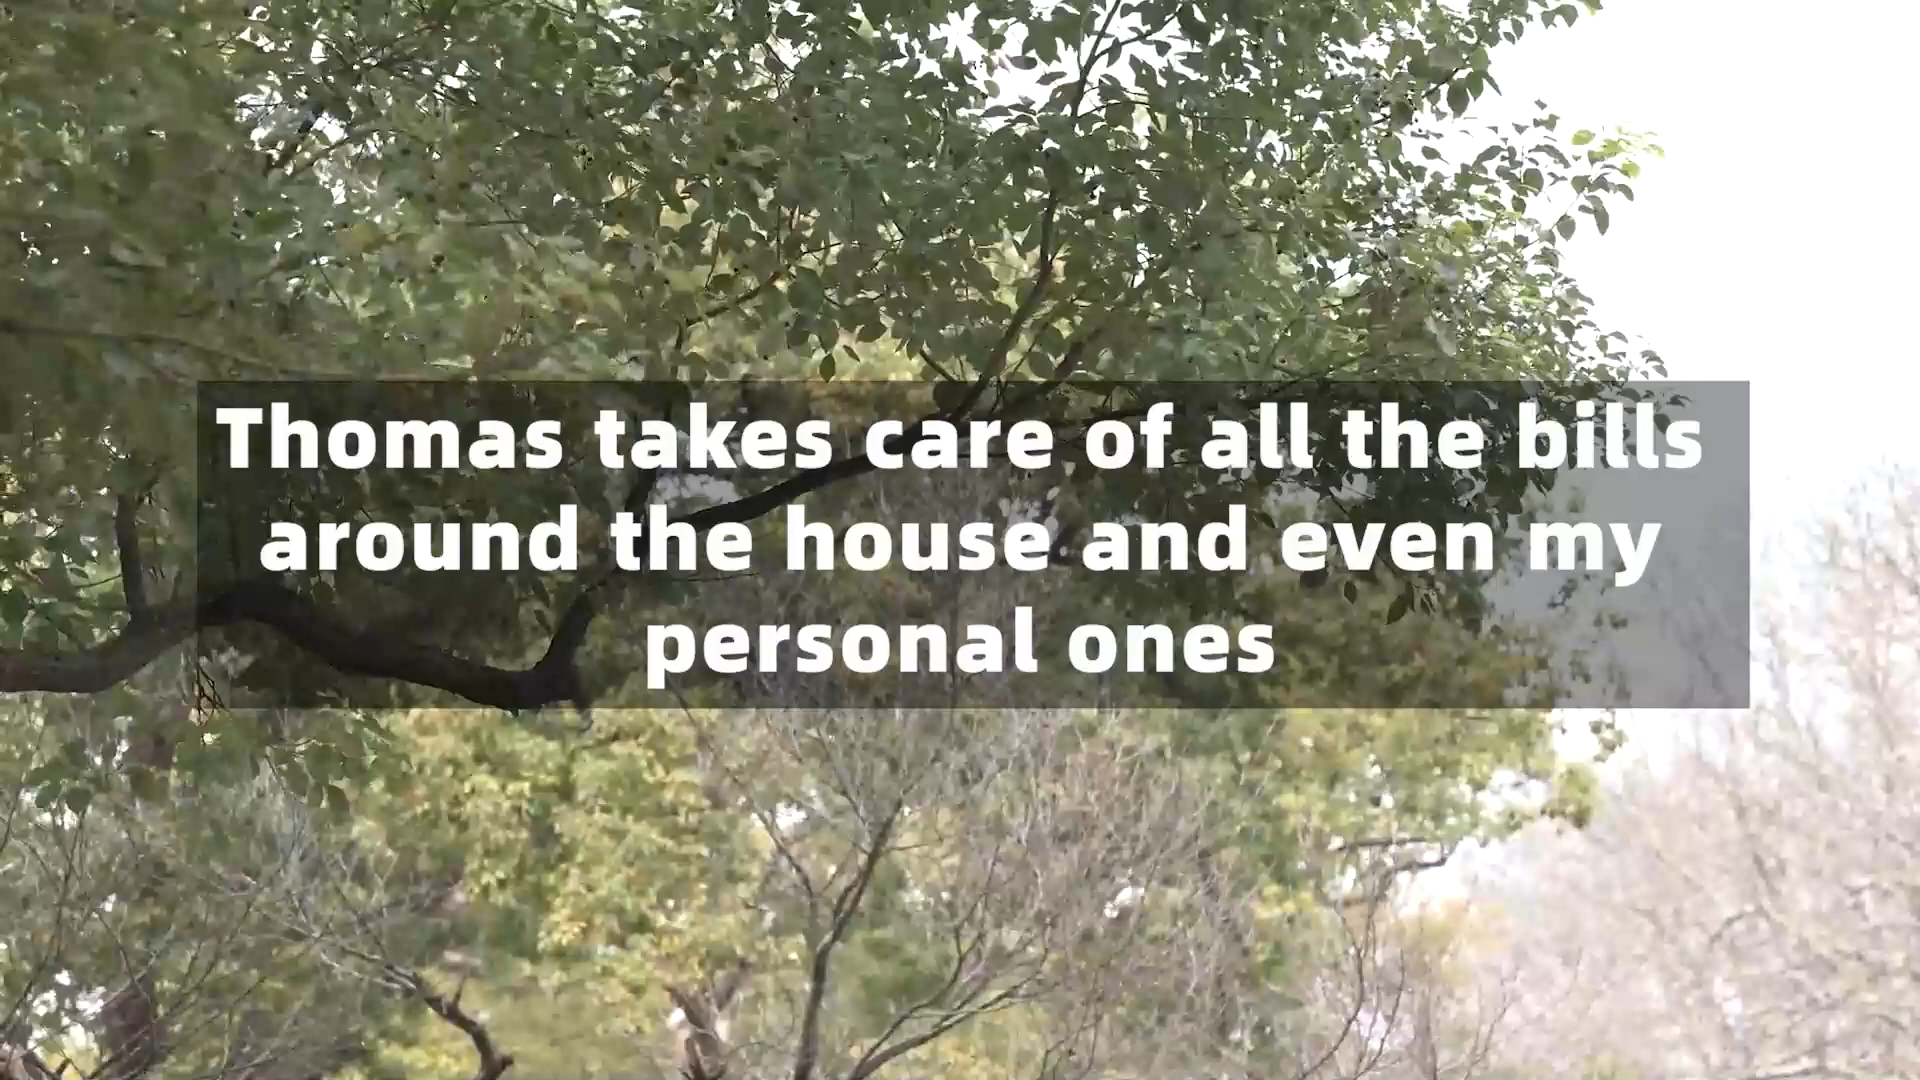 Thomas takes care of all the bills
around the house and even my
personal ones